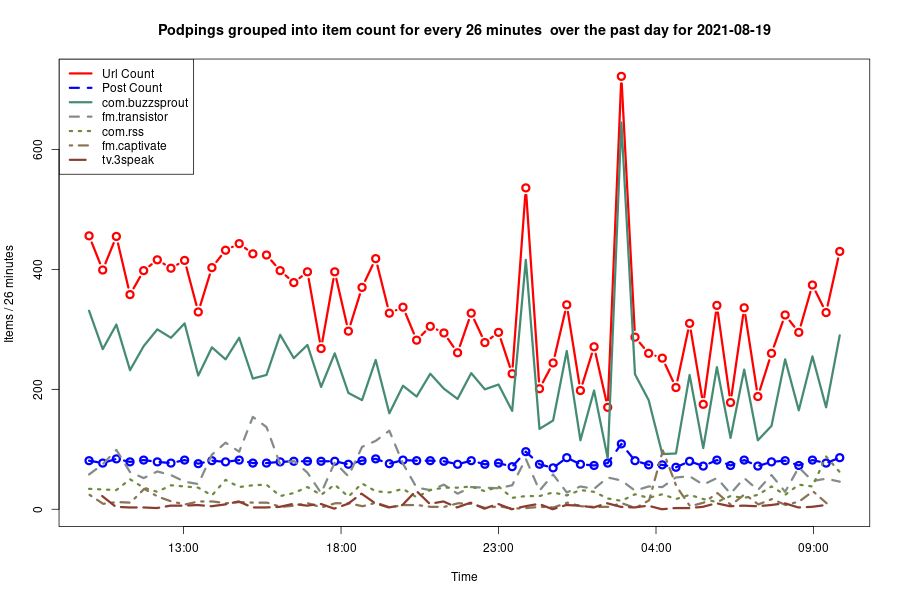 Podpings grouped into item count for every 26 minutes  over the past day for 2021-08-19
Url Count
Post Count
com.buzzsprout
fm.transistor
com.rss
fm.captivate
tv.3speak
Items / 26 minutes
600
400
200
0
13:00
18:00
23:00
04:00
09:00
Time